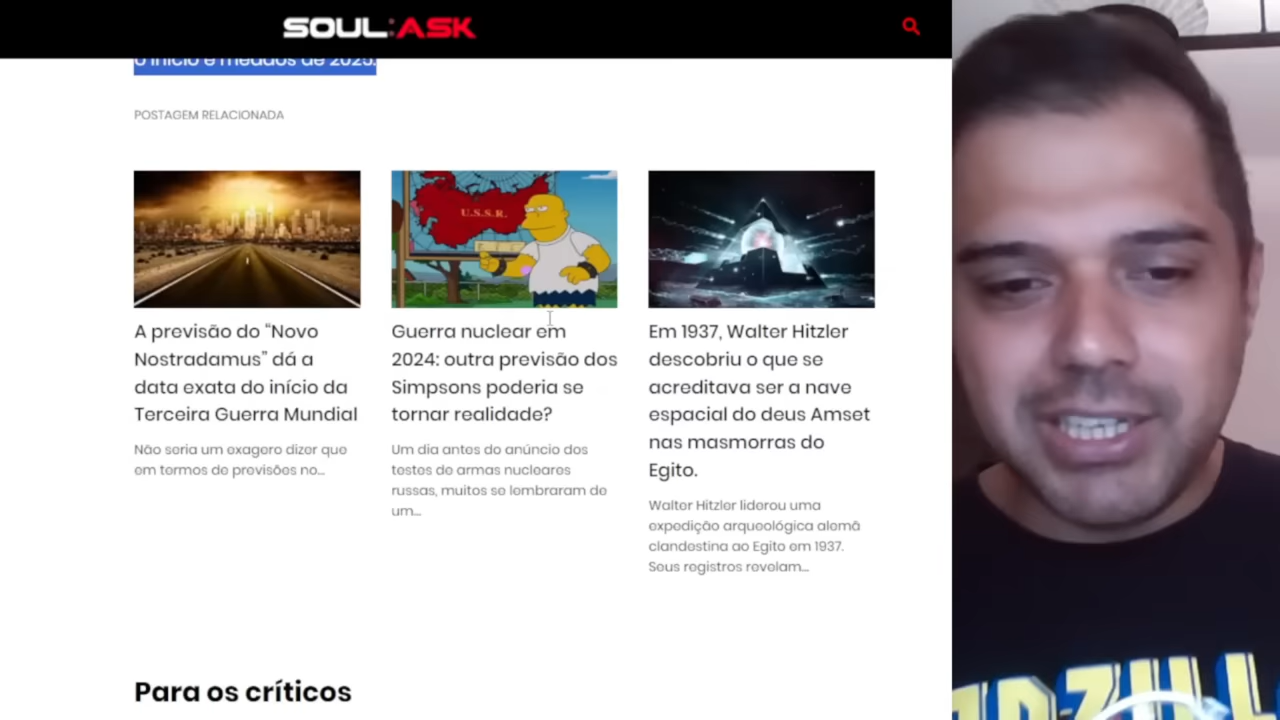 SOUL:ASK
o início e meados de 2025.
POSTAGEM RELACIONADA
U.S.S.R.
A previsão do “Novo
Nostradamus” dá a
data exata do início da
Terceira Guerra Mundial
Não seria um exagero dizer que
em termos de previsões no...
Guerra nuclear em
2024: outra previsão dos
Simpsons poderia se
tornar realidade?
Um dia antes do anúncio dos
testes de armas nucleares
russas, muitos se lembraram de
um...
Em 1937, Walter Hitzler
descobriu o que se
acreditava ser a nave
espacial do deus Amset
nas masmorras do
Egito.
Walter Hitzler liderou uma
expedição arqueológica alemã
clandestina ao Egito em 1937.
Seus registros revelam...
Para os críticos